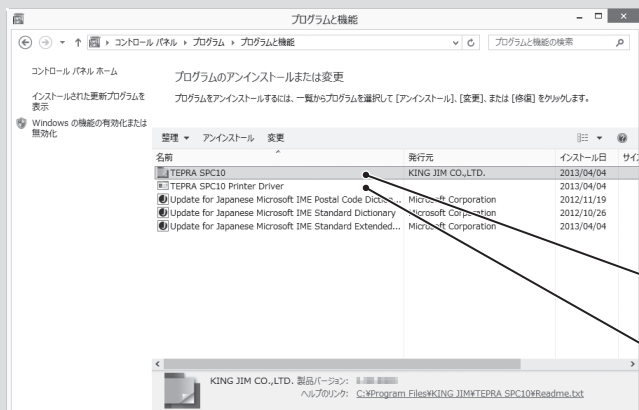 プログラムと機能
コントロール パネル ▸ プログラム ▸ プログラムと機能
プログラムと機能の検索
コントロール パネル ホーム
インストールされた更新プログラムを
表示
Windows の機能の有効化または
無効化
プログラムのアンインストールまたは変更
プログラムをアンインストールするには、一覧からプログラムを選択して [アンインストール]、[変更]、または [修復] をクリックします。
整理 ▼ アンインストール 変更
名前 発行元 インストール日 サイ
TEPRA SPC10 KING JIM CO.,LTD. 2013/04/04
TEPRA SPC10 Printer Driver 2013/04/04
Update for Japanese Microsoft IME Postal Code Diction... Microsoft Corporation 2012/11/19
Update for Japanese Microsoft IME Standard Dictionary Microsoft Corporation 2012/10/26
Update for Japanese Microsoft IME Standard Extended... Microsoft Corporation 2013/04/04
KING JIM CO.,LTD. 製品バージョン:
ヘルプのリンク: C:¥Program Files¥KING JIM¥TEPRA SPC10¥Readme.txt